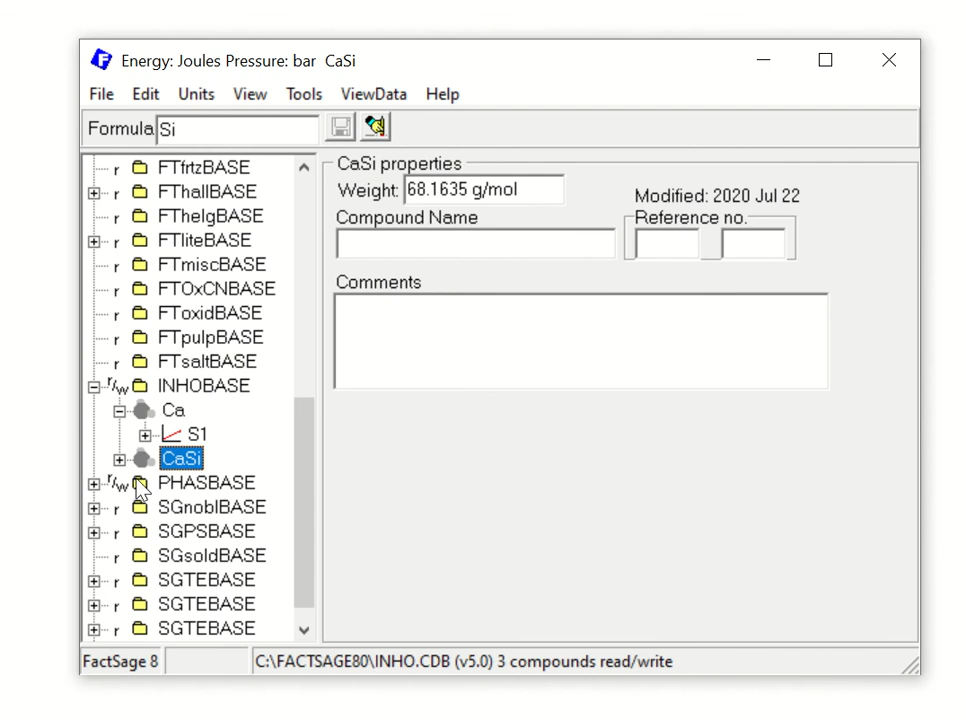 Energy: Joules Pressure: bar CaSi
File Edit Units View Tools ViewData Help
Formula Si
FTfrtzBASE
r FThallBASE
r FThelgBASE
r FTliteBASE
r FTmiscBASE
r FTOxCNBASE
r FToxidBASE
r FTpulpBASE
r FTsaltBASE
r/w INHOBASE
Ca
S1
CaSi
r/w PHASBASE
r SGnoblBASE
r SGPSBASE
r SGsoldBASE
r SGTEBASE
r SGTEBASE
r SGTEBASE
CaSi properties
Weight: 68.1635 g/mol
Modified: 2020 Jul 22
Compound Name
Reference no.
Comments
FactSage 8
C:\FACTSAGE80\INHO.CDB (v5.0) 3 compounds read/write